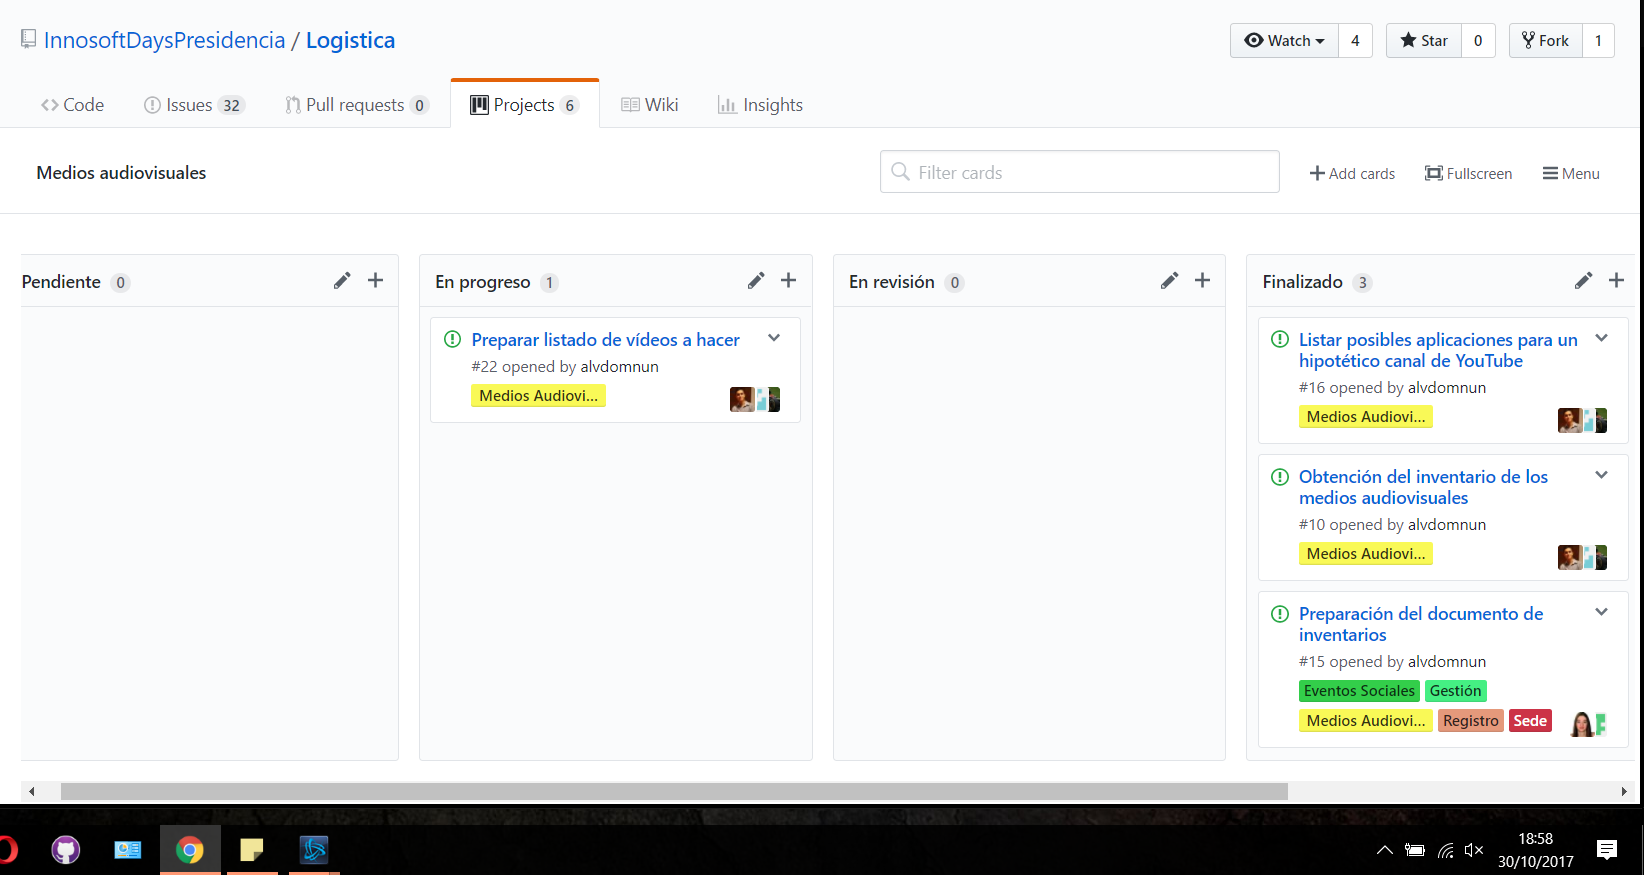 InnosoftDaysPresidencia / Logistica
Watch 4 Star 0 Fork 1
Code Issues 32 Pull requests 0 Projects 6 Wiki Insights
Medios audiovisuales
Filter cards
Add cards Fullscreen Menu
Pendiente 0
En progreso 1
Preparar listado de vídeos a hacer
#22 opened by alvdomnun
Medios Audiovi...
En revisión 0
Finalizado 3
Listar posibles aplicaciones para un
hipotético canal de YouTube
#16 opened by alvdomnun
Medios Audiovi...
Obtención del inventario de los
medios audiovisuales
#10 opened by alvdomnun
Medios Audiovi...
Preparación del documento de
inventarios
#15 opened by alvdomnun
Eventos Sociales Gestión
Medios Audiovi... Registro Sede
18:58
30/10/2017